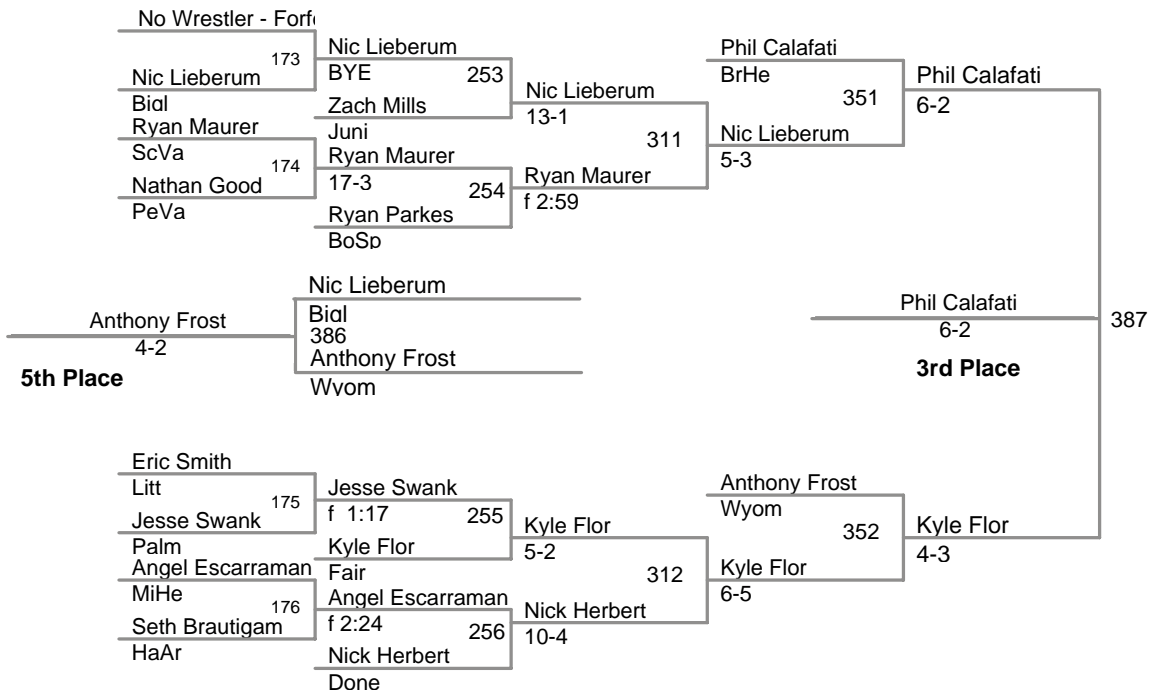 No Wrestler - Forf
173
Nic Lieberum
Bigl
Nic Lieberum
BYE
253
Zach Mills
Juni
Ryan Maurer
ScVa
174
Nathan Good
PeVa
Ryan Maurer
17-3
254
Ryan Parkes
BoSp
Nic Lieberum
13-1
311
Ryan Maurer
f 2:59
Phil Calafati
BrHe
351
Nic Lieberum
5-3
Phil Calafati
6-2
Nic Lieberum
Bigl
386
Anthony Frost
Wyom
Anthony Frost
4-2
5th Place
Phil Calafati
6-2
387
3rd Place
Eric Smith
Litt
175
Jesse Swank
Palm
Jesse Swank
f 1:17
255
Kyle Flor
Fair
Angel Escarraman
MiHe
176
Seth Brautigam
HaAr
Angel Escarraman
f 2:24
256
Nick Herbert
Done
Kyle Flor
5-2
312
Nick Herbert
10-4
Anthony Frost
Wyom
352
Kyle Flor
6-5
Kyle Flor
4-3